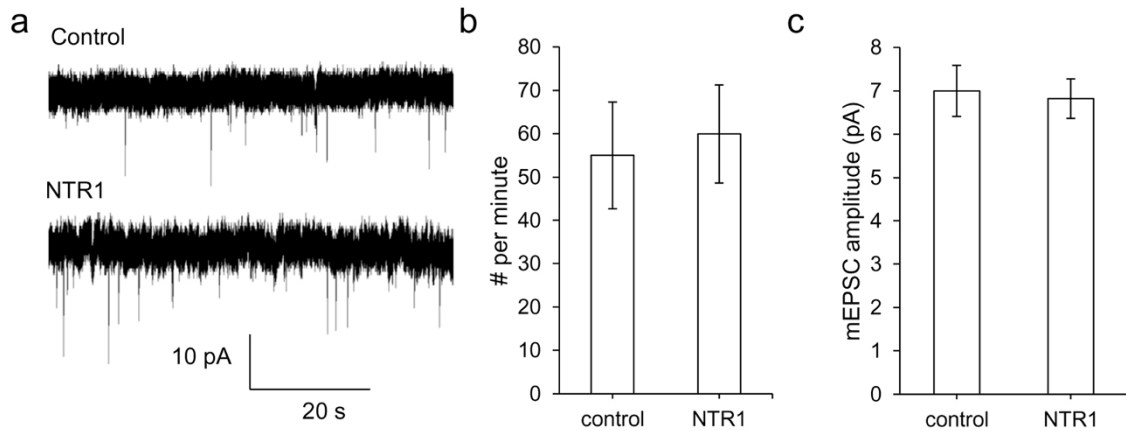 a
Control
NTR1
10 pA
20 s
b
# per minute
80
70
60
50
40
30
20
10
0
control NTR1
c
mEPSC amplitude (pA)
8
7
6
5
4
3
2
1
0
control NTR1